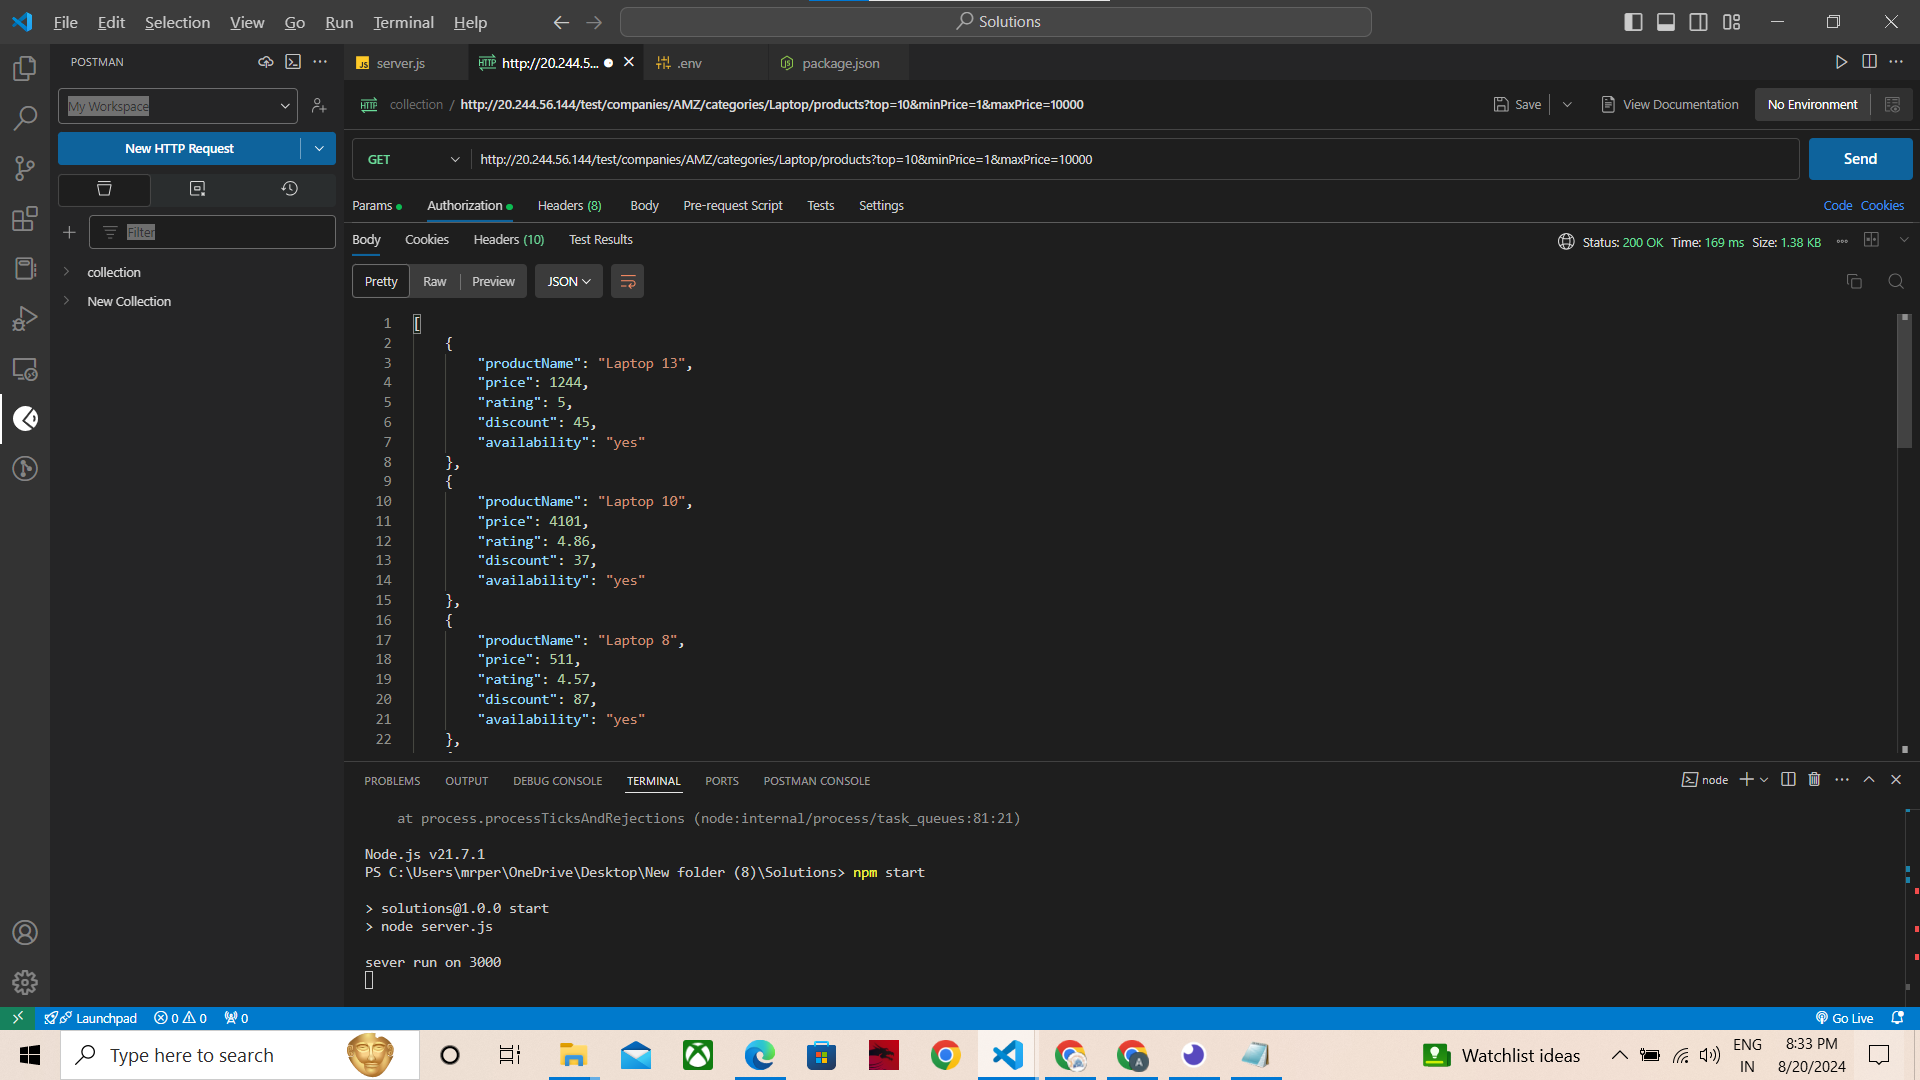 File Edit Selection View Go Run Terminal Help
Solutions
POSTMAN
server.js
http://20.244.5...
.env
package.json
My Workspace
collection / http://20.244.56.144/test/companies/AMZ/categories/Laptop/products?top=10&minPrice=1&maxPrice=10000
Save
View Documentation
No Environment
New HTTP Request
GET
http://20.244.56.144/test/companies/AMZ/categories/Laptop/products?top=10&minPrice=1&maxPrice=10000
Send
Params Authorization Headers (8) Body Pre-request Script Tests Settings
Code Cookies
Filter
Body Cookies Headers (10) Test Results
Status: 200 OK Time: 169 ms Size: 1.38 KB
collection
New Collection
Pretty Raw Preview JSON
1 [
2 {
3 "productName": "Laptop 13",
4 "price": 1244,
5 "rating": 5,
6 "discount": 45,
7 "availability": "yes"
8 },
9 {
10 "productName": "Laptop 10",
11 "price": 4101,
12 "rating": 4.86,
13 "discount": 37,
14 "availability": "yes"
15 },
16 {
17 "productName": "Laptop 8",
18 "price": 511,
19 "rating": 4.57,
20 "discount": 87,
21 "availability": "yes"
22 },
PROBLEMS OUTPUT DEBUG CONSOLE TERMINAL PORTS POSTMAN CONSOLE
node
at process.processTicksAndRejections (node:internal/process/task_queues:81:21)
Node.js v21.7.1
PS C:\Users\mrper\OneDrive\Desktop\New folder (8)\Solutions> npm start
> solutions@1.0.0 start
> node server.js
sever run on 3000
Launchpad 0 0 0
Go Live
Type here to search
Watchlist ideas
ENG
IN
8:33 PM
8/20/2024